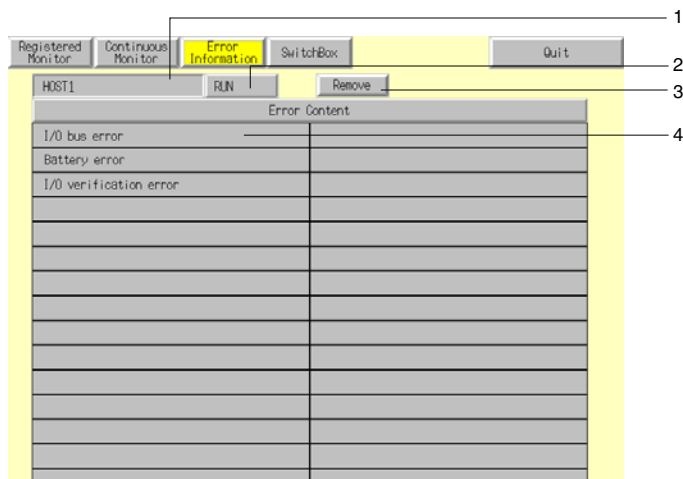 1
Registered Monitor
Continuous Monitor
Error Information
SwitchBox
Quit
2
HOST1
RUN
Remove
3
Error Content
I/O bus error
4
Battery error
I/O verification error